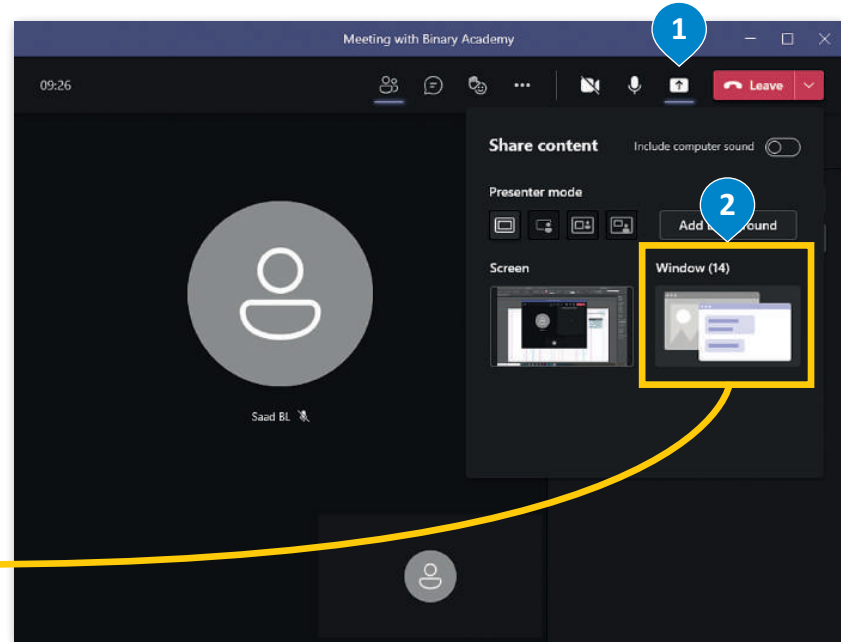 1
Meeting with Binary Academy
09:26
Leave
Share content
Include computer sound
Presenter mode
2
Add
ound
Screen
Window (14)
Saad BL